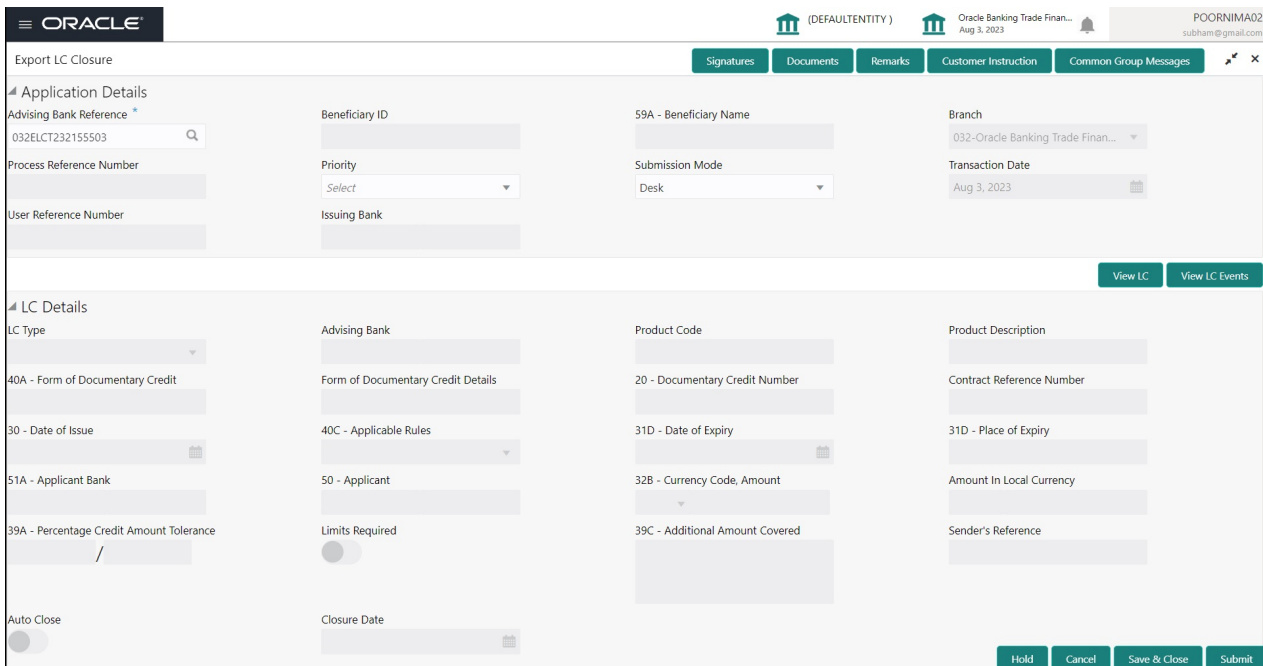 ORACLE
(DEFAULTENTITY )
Oracle Banking Trade Finan...
Aug 3, 2023
POORNIMA02
subham@gmail.com
Export LC Closure
Signatures
Documents
Remarks
Customer Instruction
Common Group Messages
Application Details
Advising Bank Reference *
Beneficiary ID
59A - Beneficiary Name
Branch
032ELCT232155503
032-Oracle Banking Trade Finan...
Process Reference Number
Priority
Submission Mode
Transaction Date
Select
Desk
Aug 3, 2023
User Reference Number
Issuing Bank
View LC
View LC Events
LC Details
LC Type
Advising Bank
Product Code
Product Description
40A - Form of Documentary Credit
Form of Documentary Credit Details
20 - Documentary Credit Number
Contract Reference Number
30 - Date of Issue
40C - Applicable Rules
31D - Date of Expiry
31D - Place of Expiry
51A - Applicant Bank
50 - Applicant
32B - Currency Code, Amount
Amount In Local Currency
39A - Percentage Credit Amount Tolerance
Limits Required
39C - Additional Amount Covered
Sender's Reference
/
Auto Close
Closure Date
Hold
Cancel
Save & Close
Submit